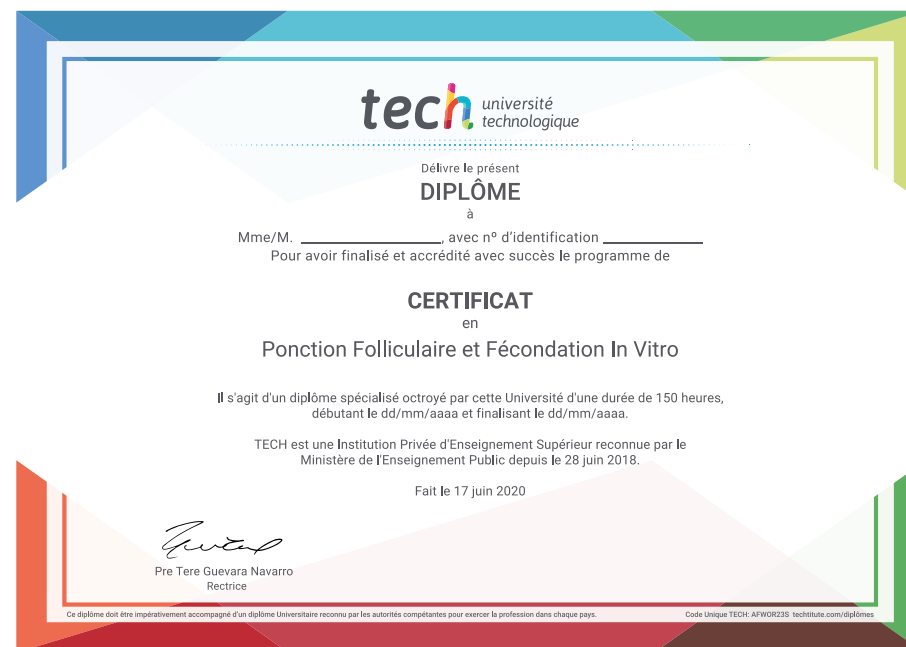 tech université
technologique
Délivre le présent
DIPLÔME
à
Mme/M. ____________________, avec nº d'identification ______________
Pour avoir finalisé et accrédité avec succès le programme de
CERTIFICAT
en
Ponction Folliculaire et Fécondation In Vitro
Il s'agit d'un diplôme spécialisé octroyé par cette Université d'une durée de 150 heures,
débutant le dd/mm/aaaa et finalisant le dd/mm/aaaa.
TECH est une Institution Privée d'Enseignement Supérieur reconnue par le
Ministère de l'Enseignement Public depuis le 28 juin 2018.
Fait le 17 juin 2020
Pre Tere Guevara Navarro
Rectrice
Ce diplôme doit être impérativement accompagné d'un diplôme Universitaire reconnu par les autorités compétantes pour exercer la profession dans chaque pays.
Code Unique TECH: AFWOR23S techtitute.com/diplômes